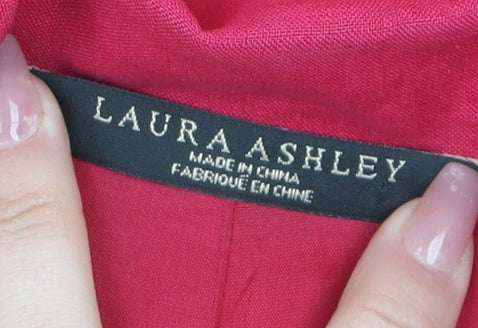 LAURA ASHLEY
MADE IN CHINA
FABRIQUÉ EN CHINE